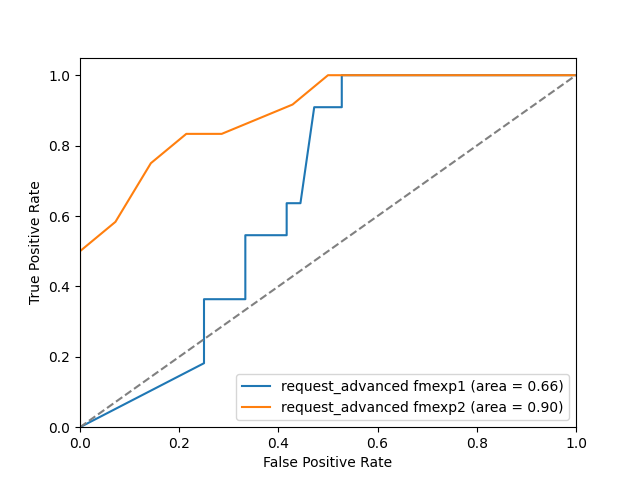 1.0
0.8
0.6
0.4
0.2
0.0
True Positive Rate
request_advanced fmexp1 (area = 0.66)
request_advanced fmexp2 (area = 0.90)
0.0 0.2 0.4 0.6 0.8 1.0
False Positive Rate